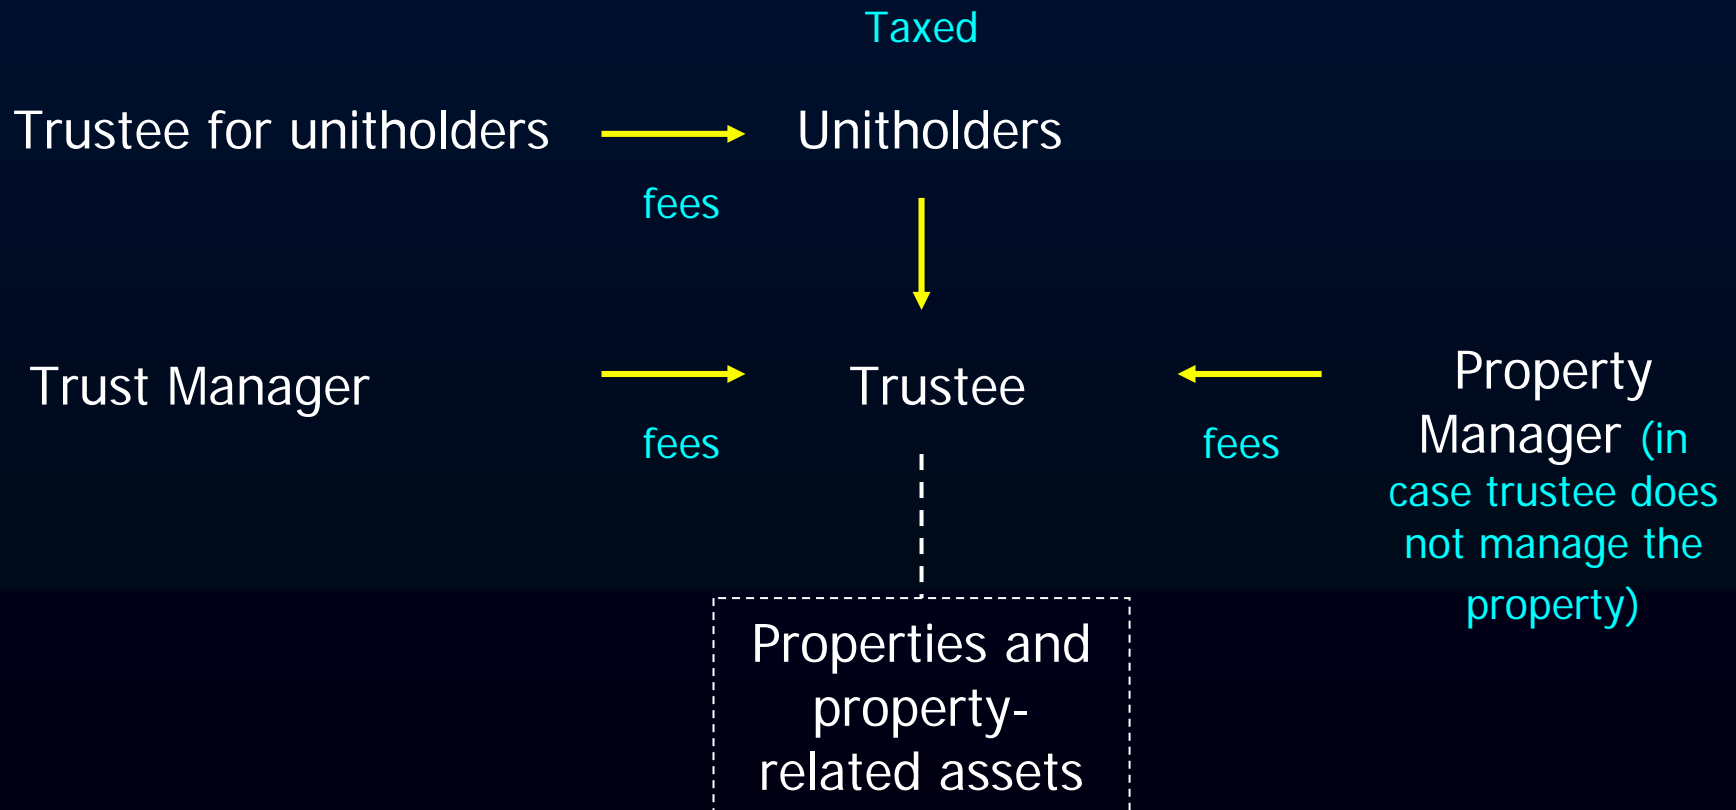 Taxed
Trustee for unitholders
Unitholders
fees
Trust Manager
fees
Trustee
fees
Property
Manager (in
case trustee does
not manage the
property)
Properties and
property-
related assets